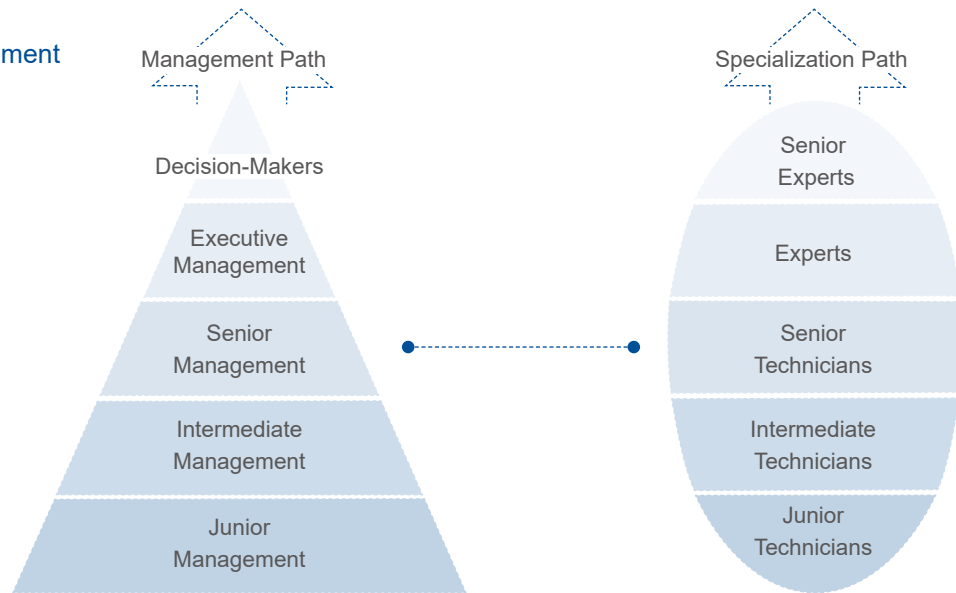 ment
Management Path
Decision-Makers
Executive
Management
Senior
Management
Intermediate
Management
Junior
Management
Specialization Path
Senior
Experts
Experts
Senior
Technicians
Intermediate
Technicians
Junior
Technicians